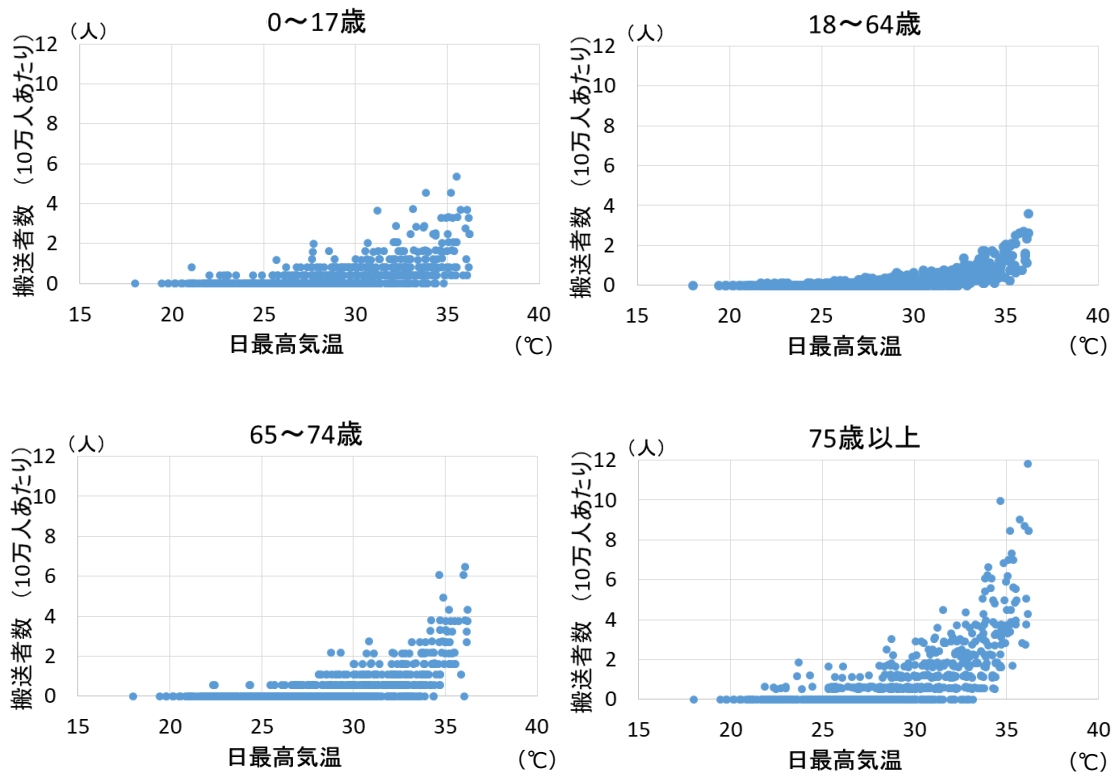 0～17歳
（人）
搬送者数（10万人あたり）
12
10
8
6
4
2
0
15 20 25 30 35 40
日最高気温 （℃）
18～64歳
（人）
搬送者数（10万人あたり）
12
10
8
6
4
2
0
15 20 25 30 35 40
日最高気温 （℃）
65～74歳
（人）
搬送者数（10万人あたり）
12
10
8
6
4
2
0
15 20 25 30 35 40
日最高気温 （℃）
75歳以上
（人）
搬送者数（10万人あたり）
12
10
8
6
4
2
0
15 20 25 30 35 40
日最高気温 （℃）